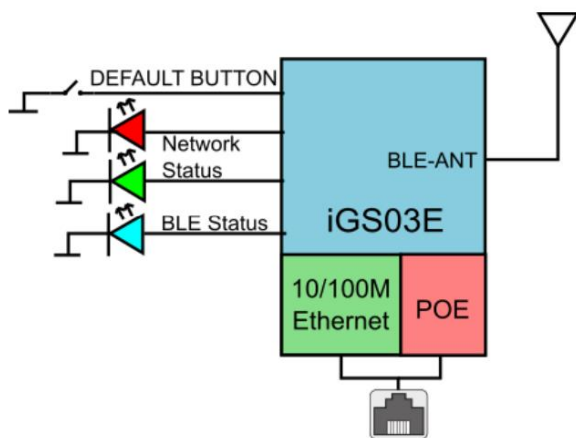 DEFAULT BUTTON
Network
Status
BLE Status
BLE-ANT
iGS03E
10/100M
Ethernet
POE